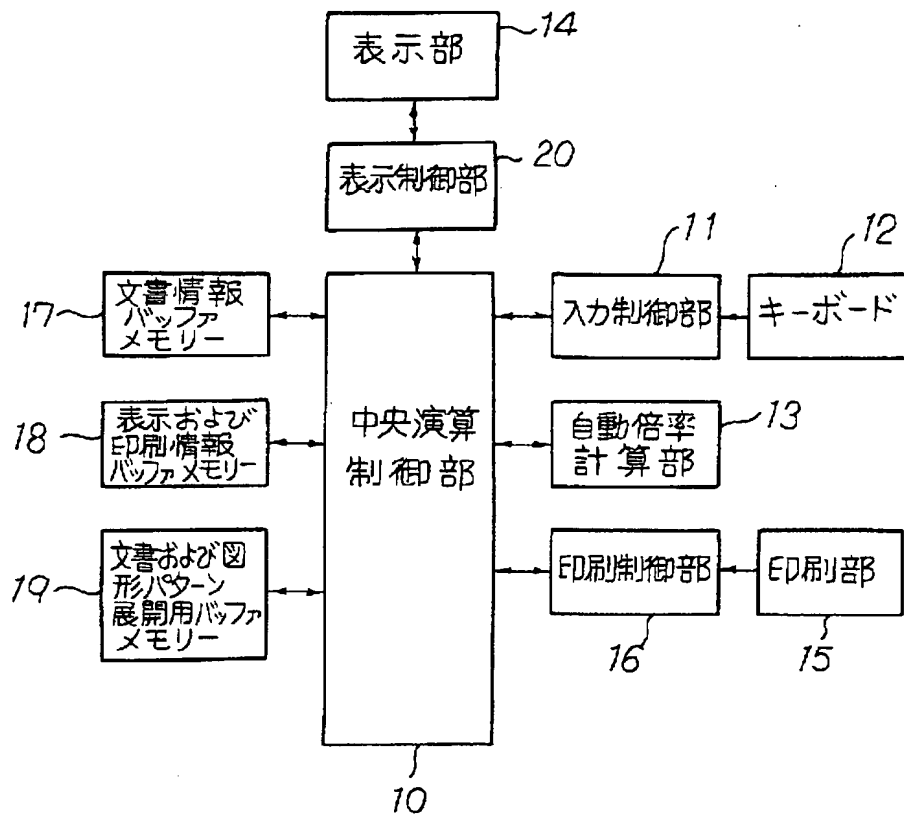 表示部
14
表示制御部
20
文書情報
バッファ
メモリー
17
表示および
印刷情報
バッファメモリー
18
文書および図
形パターン
展開用バッファ
メモリー
19
中央演算
制御部
10
入力制御部
11
キーボード
12
自動倍率
計算部
13
印刷制御部
16
印刷部
15